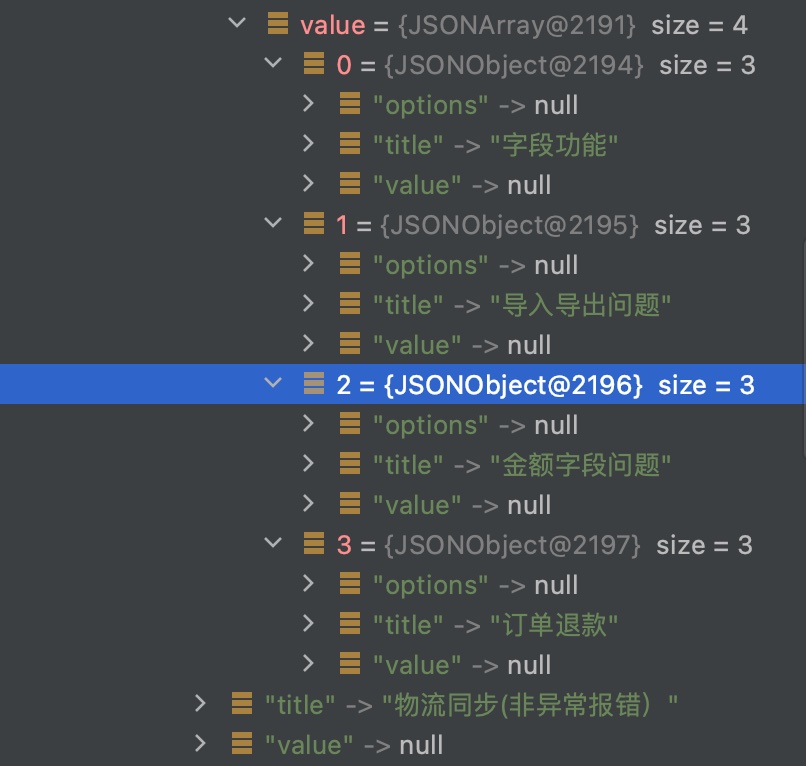 value = {JSONArray@2191} size = 4
0 = {JSONObject@2194} size = 3
"options" -> null
"title" -> "字段功能"
"value" -> null
1 = {JSONObject@2195} size = 3
"options" -> null
"title" -> "导入导出问题"
"value" -> null
2 = {JSONObject@2196} size = 3
"options" -> null
"title" -> "金额字段问题"
"value" -> null
3 = {JSONObject@2197} size = 3
"options" -> null
"title" -> "订单退款"
"value" -> null
"title" -> "物流同步(非异常报错）"
"value" -> null